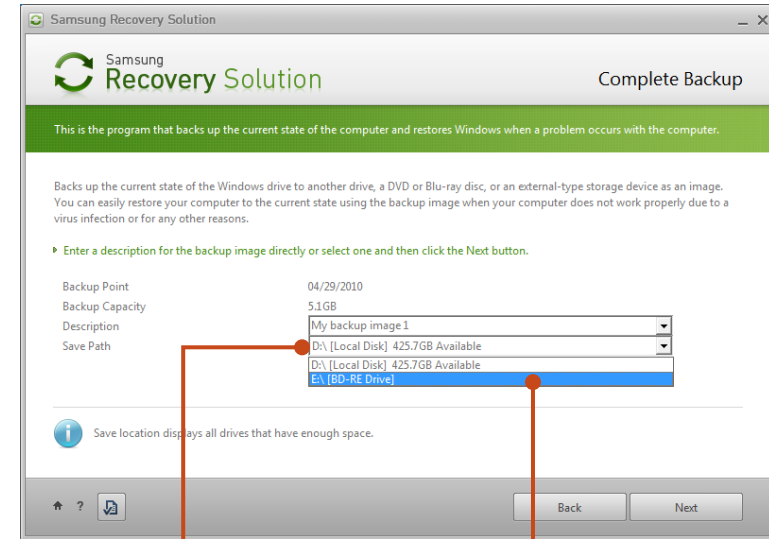 Samsung Recovery Solution
Samsung
Recovery Solution
Complete Backup
This is the program that backs up the current state of the computer and restores Windows when a problem occurs with the computer.
Backs up the current state of the Windows drive to another drive, a DVD or Blu-ray disc, or an external-type storage device as an image.
You can easily restore your computer to the current state using the backup image when your computer does not work properly due to a
virus infection or for any other reasons.
Enter a description for the backup image directly or select one and then click the Next button.
Backup Point 04/29/2010
Backup Capacity 5.1GB
Description My backup image 1
Save Path D:\ [Local Disk] 425.7GB Available
D:\ [Local Disk] 425.7GB Available
E:\ [BD-RE Drive]
Save location displays all drives that have enough space.
? Back Next